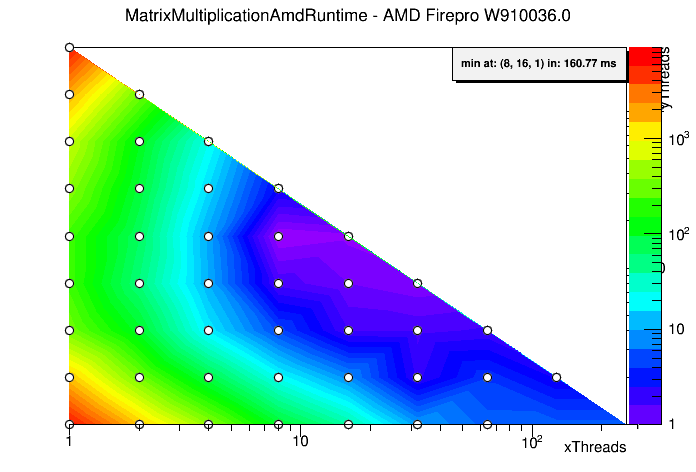 MatrixMultiplicationAmdRuntime - AMD Firepro W910036.0
min at: (8, 16, 1) in: 160.77 ms
yThreads
10³
10²
10
1
1
10
10²
xThreads